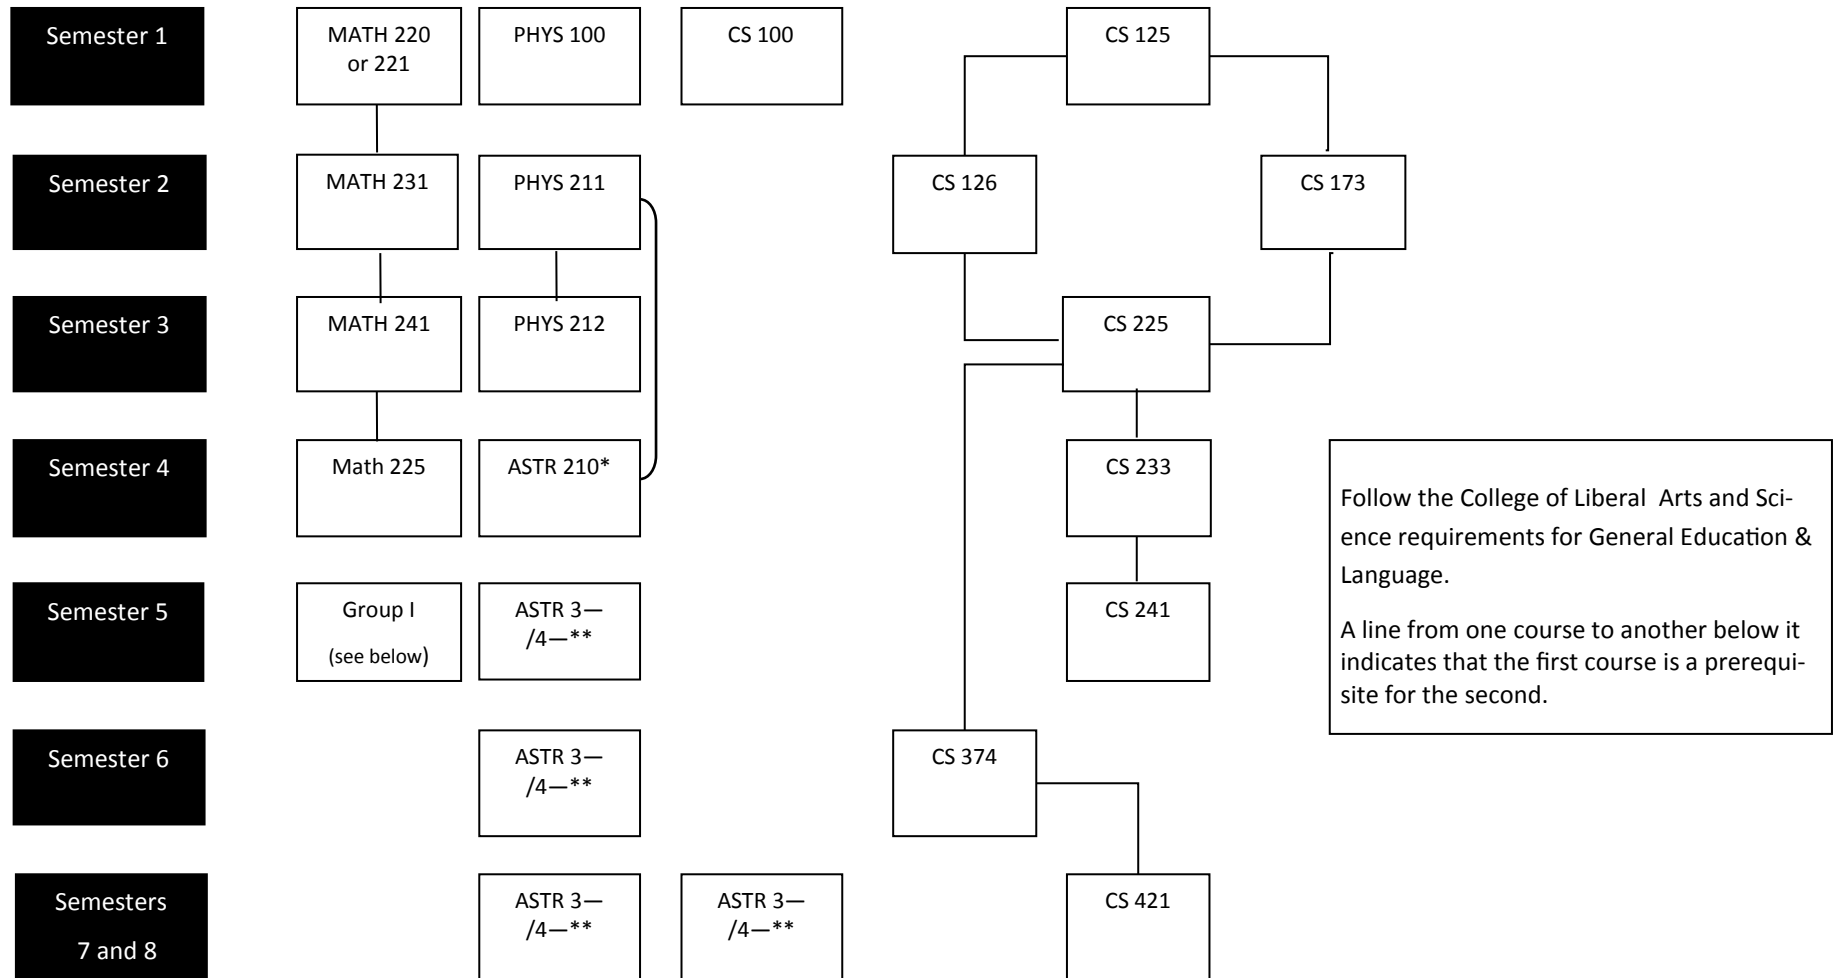 Semester 1
MATH 220
or 221
PHYS 100
CS 100
CS 125
Semester 2
MATH 231
PHYS 211
CS 126
CS 173
Semester 3
MATH 241
PHYS 212
CS 225
Semester 4
Math 225
ASTR 210*
CS 233
Follow the College of Liberal Arts and Sci-
ence requirements for General Education &
Language.
A line from one course to another below it
indicates that the first course is a prerequi-
site for the second.
Semester 5
Group I
(see below)
ASTR 3—
/4—**
CS 241
Semester 6
ASTR 3—
/4—**
CS 374
Semesters
7 and 8
ASTR 3—
/4—**
ASTR 3—
/4—**
CS 421